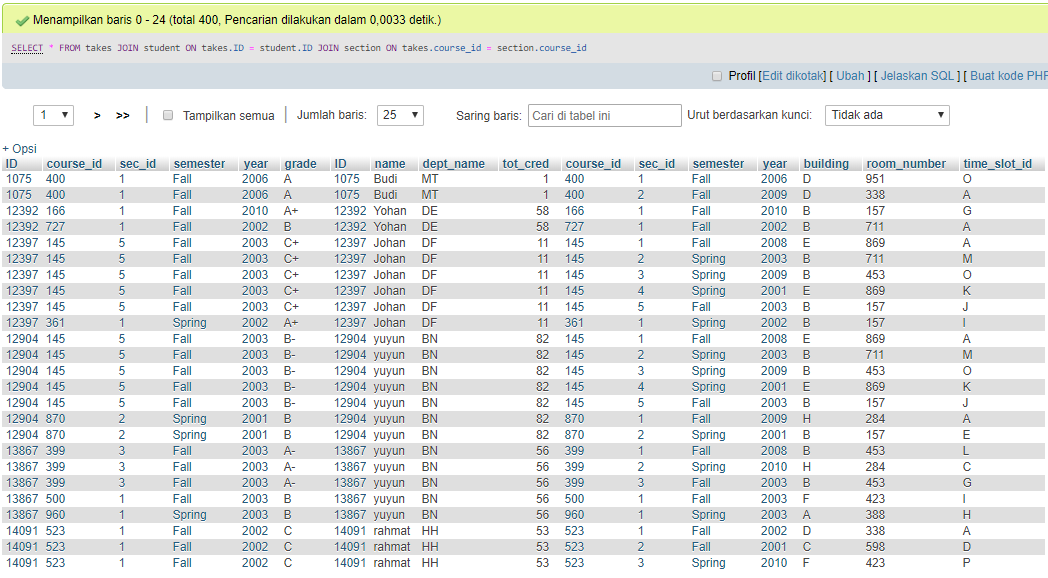 Menampilkan baris 0 - 24 (total 400, Pencarian dilakukan dalam 0,0033 detik.)
SELECT * FROM takes JOIN student ON takes.ID = student.ID JOIN section ON takes.course_id = section.course_id
Profil [Edit dikotak] [ Ubah ] [ Jelaskan SQL ] [ Buat kode PHP
1 > >> | Tampilkan semua | Jumlah baris: 25 Saring baris: Cari di tabel ini Urut berdasarkan kunci: Tidak ada
+ Opsi
ID course_id sec_id semester year grade ID name dept_name tot_cred course_id sec_id semester year building room_number time_slot_id
1075 400 1 Fall 2006 A 1075 Budi MT 1 400 1 Fall 2006 D 951 O
1075 400 1 Fall 2006 A 1075 Budi MT 1 400 2 Fall 2009 D 338 A
12392 166 1 Fall 2010 A+ 12392 Yohan DE 58 166 1 Fall 2010 B 157 G
12392 727 1 Fall 2002 B 12392 Yohan DE 58 727 1 Fall 2002 B 711 A
12397 145 5 Fall 2003 C+ 12397 Johan DF 11 145 1 Fall 2008 E 869 A
12397 145 5 Fall 2003 C+ 12397 Johan DF 11 145 2 Spring 2003 B 711 M
12397 145 5 Fall 2003 C+ 12397 Johan DF 11 145 3 Spring 2009 B 453 O
12397 145 5 Fall 2003 C+ 12397 Johan DF 11 145 4 Spring 2001 E 869 K
12397 145 5 Fall 2003 C+ 12397 Johan DF 11 145 5 Fall 2003 B 157 J
12397 361 1 Spring 2002 A+ 12397 Johan DF 11 361 1 Spring 2002 B 157 I
12904 145 5 Fall 2003 B- 12904 yuyun BN 82 145 1 Fall 2008 E 869 A
12904 145 5 Fall 2003 B- 12904 yuyun BN 82 145 2 Spring 2003 B 711 M
12904 145 5 Fall 2003 B- 12904 yuyun BN 82 145 3 Spring 2009 B 453 O
12904 145 5 Fall 2003 B- 12904 yuyun BN 82 145 4 Spring 2001 E 869 K
12904 145 5 Fall 2003 B- 12904 yuyun BN 82 145 5 Fall 2003 B 157 J
12904 870 2 Spring 2001 B 12904 yuyun BN 82 870 1 Fall 2009 H 284 A
12904 870 2 Spring 2001 B 12904 yuyun BN 82 870 2 Spring 2001 B 157 E
13867 399 3 Fall 2003 A- 13867 yuyun BN 56 399 1 Fall 2008 B 453 L
13867 399 3 Fall 2003 A- 13867 yuyun BN 56 399 2 Spring 2010 H 284 C
13867 399 3 Fall 2003 A- 13867 yuyun BN 56 399 3 Fall 2003 B 453 G
13867 500 1 Fall 2003 B 13867 yuyun BN 56 500 1 Fall 2003 F 423 I
13867 960 1 Spring 2003 B 13867 yuyun BN 56 960 1 Spring 2003 A 388 H
14091 523 1 Fall 2002 C 14091 rahmat HH 53 523 1 Fall 2002 D 338 A
14091 523 1 Fall 2002 C 14091 rahmat HH 53 523 2 Fall 2001 C 598 D
14091 523 1 Fall 2002 C 14091 rahmat HH 53 523 3 Spring 2010 F 423 P